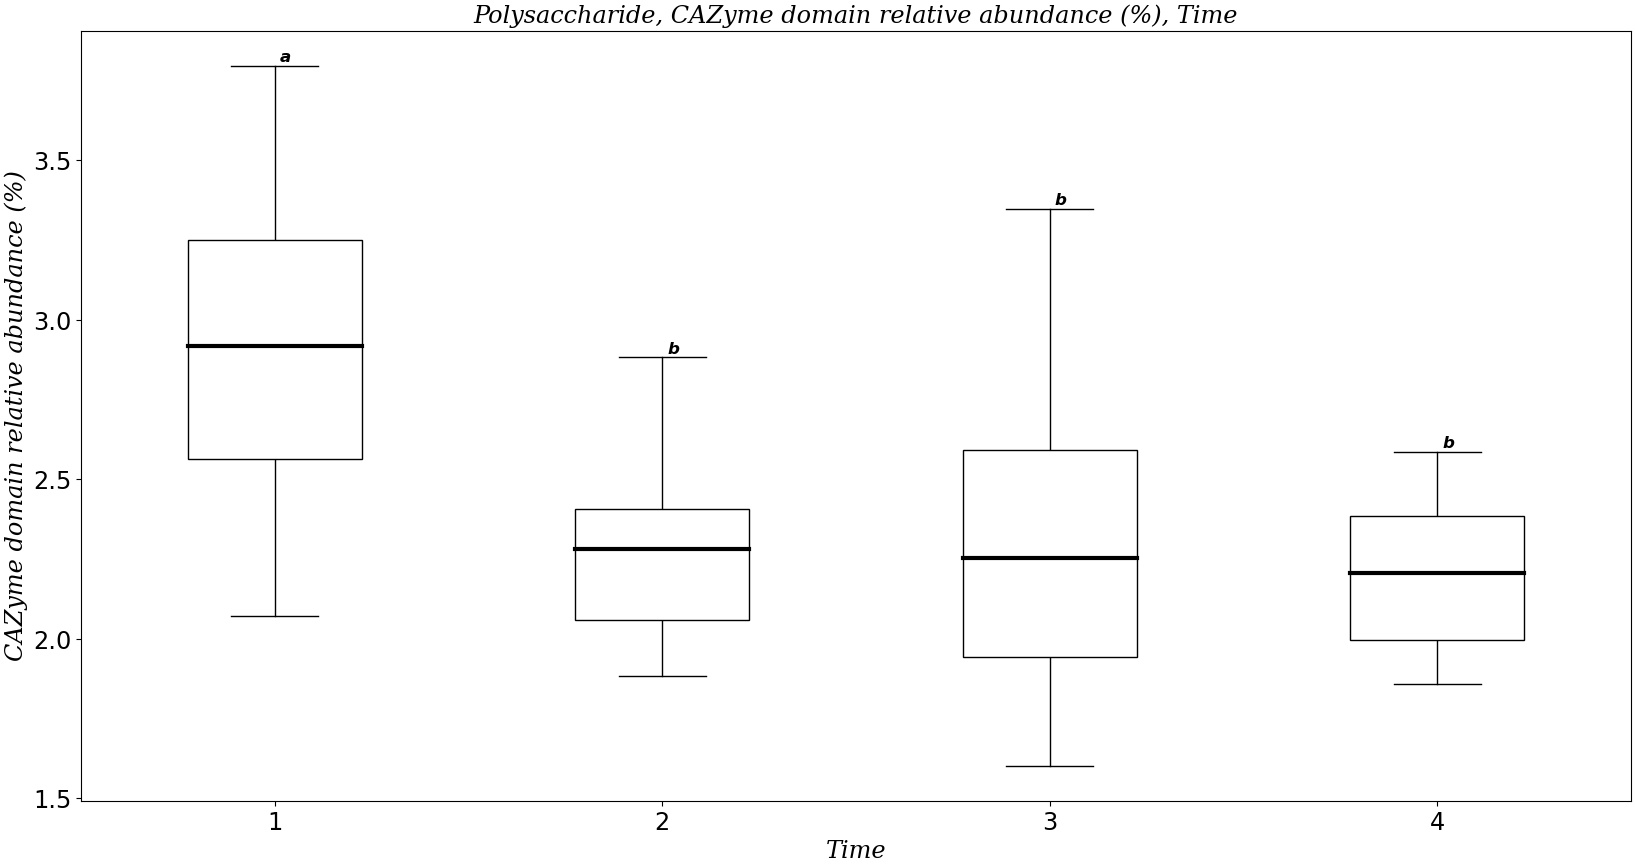 Polysaccharide, CAZyme domain relative abundance (%), Time
CAZyme domain relative abundance (%)
3.5
3.0
2.5
2.0
1.5
a
b
b
b
1 2 3 4
Time